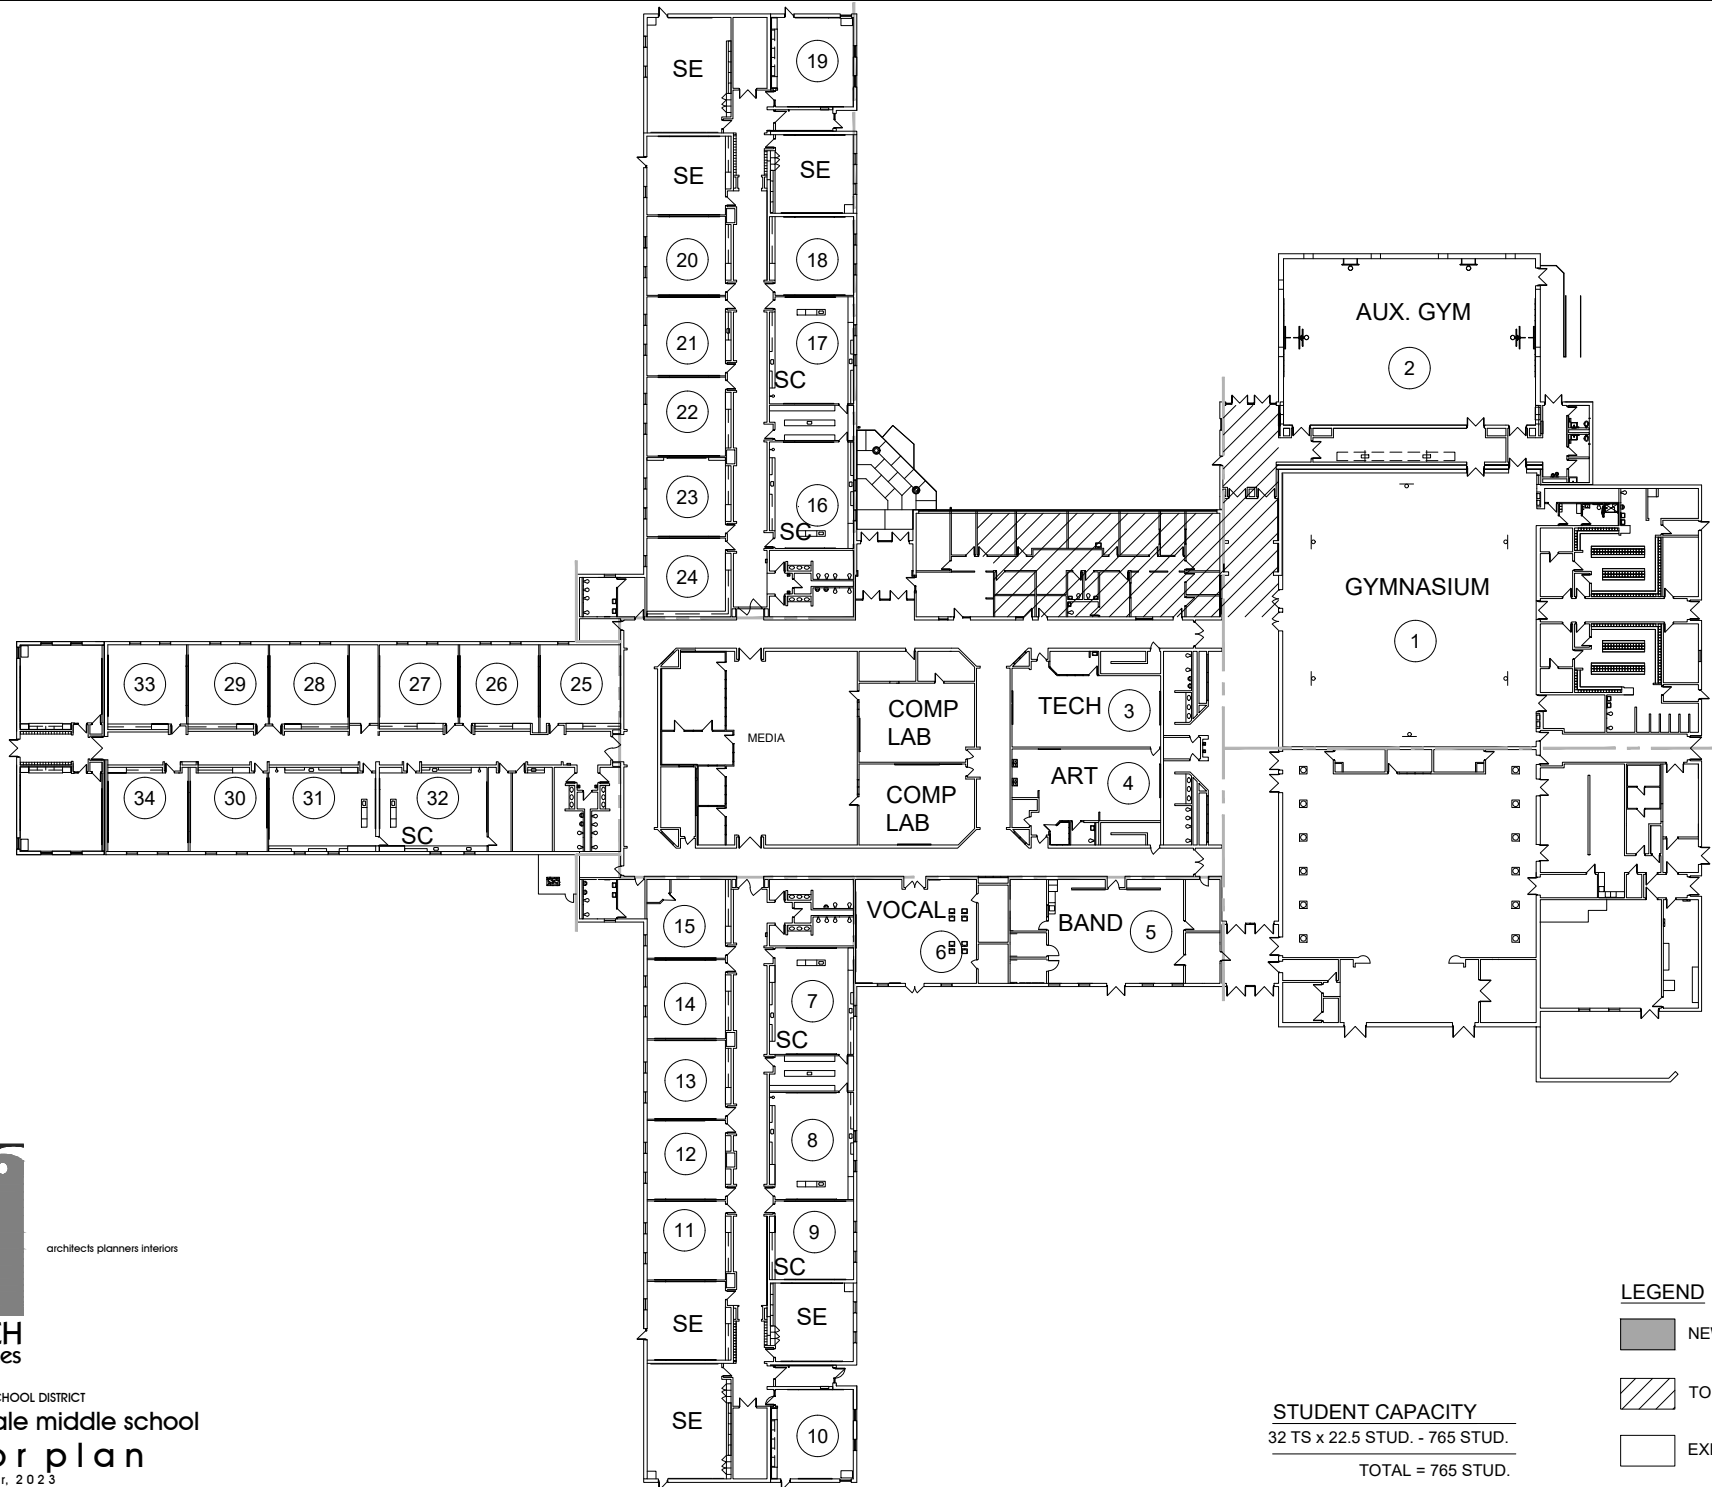 SE
19
SE
SE
20
18
21
17
SC
22
23
16
SC
24
AUX. GYM
2
GYMNASIUM
1
33
29
28
27
26
25
MEDIA
COMP
LAB
COMP
LAB
TECH
3
ART
4
34
30
31
32
SC
15
VOCAL
6
BAND
5
14
7
SC
13
12
8
11
9
SC
SE
SE
SE
10
architects planners interiors
CHOOL DISTRICT
ale middle school
or plan
r, 2023
STUDENT CAPACITY
32 TS x 22.5 STUD. - 765 STUD.
TOTAL = 765 STUD.
LEGEND
TO